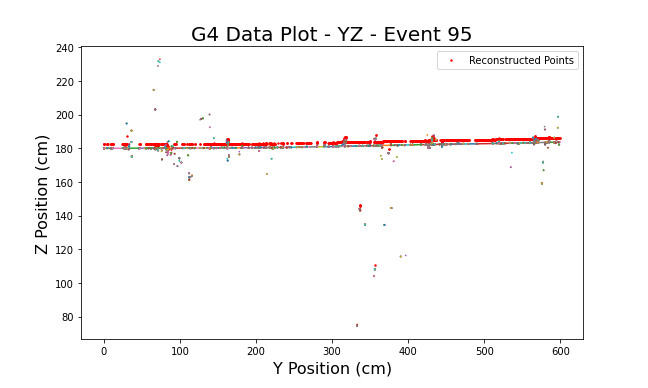 G4 Data Plot - YZ - Event 95
Reconstructed Points
240
220
200
180
160
140
120
100
80
Z Position (cm)
0 100 200 300 400 500 600
Y Position (cm)